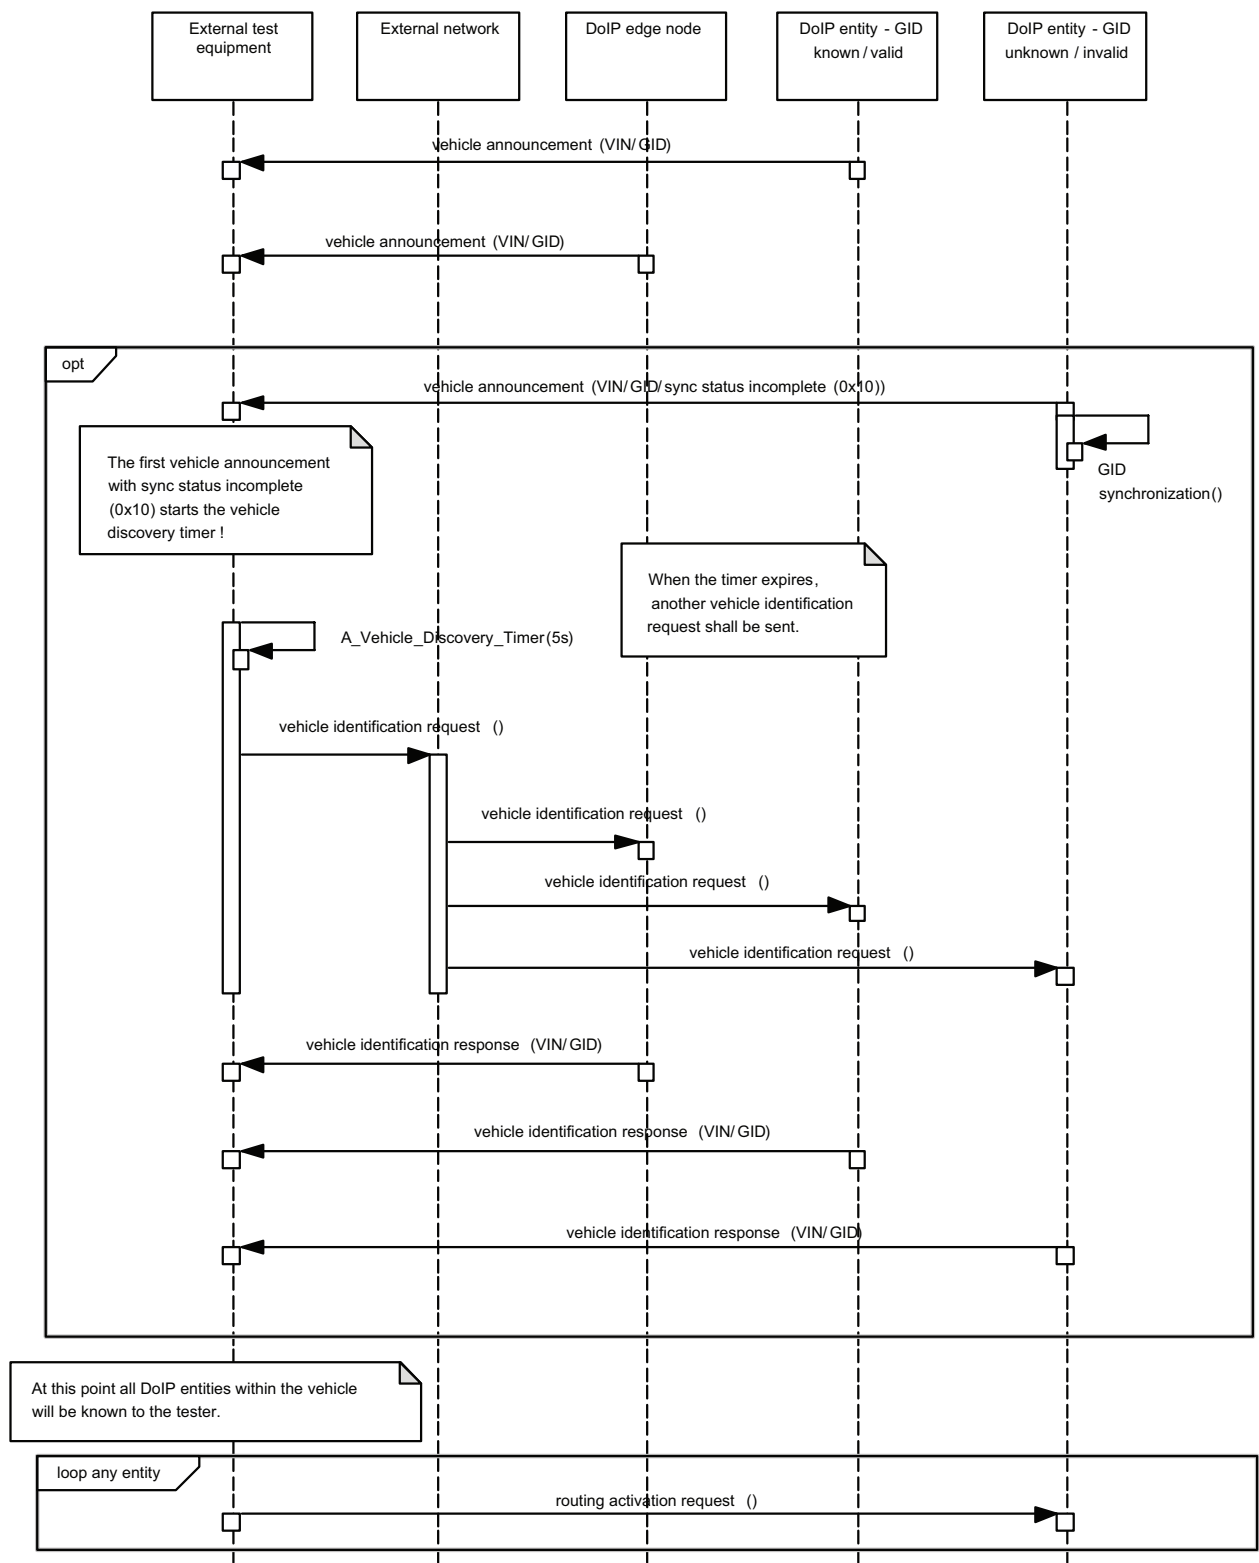 External test
equipment
External network
DoIP edge node
DoIP entity - GID
known / valid
DoIP entity - GID
unknown / invalid
vehicle announcement (VIN/ GID)
vehicle announcement (VIN/ GID)
opt
vehicle announcement (VIN/ GID/ sync status incomplete (0x10))
The first vehicle announcement
with sync status incomplete
(0x10) starts the vehicle
discovery timer !
GID
synchronization()
When the timer expires,
another vehicle identification
request shall be sent.
A_Vehicle_Discovery_Timer(5s)
vehicle identification request ()
vehicle identification request ()
vehicle identification request ()
vehicle identification request ()
vehicle identification response (VIN/ GID)
vehicle identification response (VIN/ GID)
vehicle identification response (VIN/ GID)
At this point all DoIP entities within the vehicle
will be known to the tester.
loop any entity
routing activation request ()